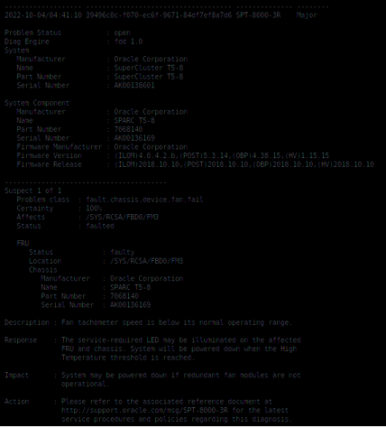 ------------------- ------------------------------------ -------------- --------
2022-10-04/04:41:10 SPT-8000-3R Major
Problem Status : open
Diag Engine : fdd 1.0
System
Manufacturer : Oracle Corporation
Name : SuperCluster T5-8
Part Number : SuperCluster T5-8
Serial Number : AK00138601
System Component
Manufacturer : Oracle Corporation
Name : SPARC T5-8
Part Number : 7068140
Serial Number : AK00136169
Firmware Manufacturer : Oracle Corporation
Firmware Version : (ILOM)4.0.4.2.b,(POST)5.3.14,(OBP)4.38.15,(HV)1.15.15
Firmware Release : (ILOM)2018.10.10,(POST)2018.10.10,(OBP)2018.10.10,(HV)2018.10.10
----------------------------------------
Suspect 1 of 1
Problem class : fault.chassis.device.fan.fail
Certainty : 100%
Affects : /SYS/RCSA/FBD0/FM3
Status : faulted
FRU
Status : faulty
Location : /SYS/RCSA/FBD0/FM3
Chassis
Manufacturer : Oracle Corporation
Name : SPARC T5-8
Part Number : 7068140
Serial Number : AK00136169
Description : Fan tachometer speed is below its normal operating range.
Response : The service-required LED may be illuminated on the affected
FRU and chassis. System will be powered down when the High
Temperature threshold is reached.
Impact : System may be powered down if redundant fan modules are not
operational.
Action : Please refer to the associated reference document at
http://support.oracle.com/msg/SPT-8000-3R for the latest
service procedures and policies regarding this diagnosis.